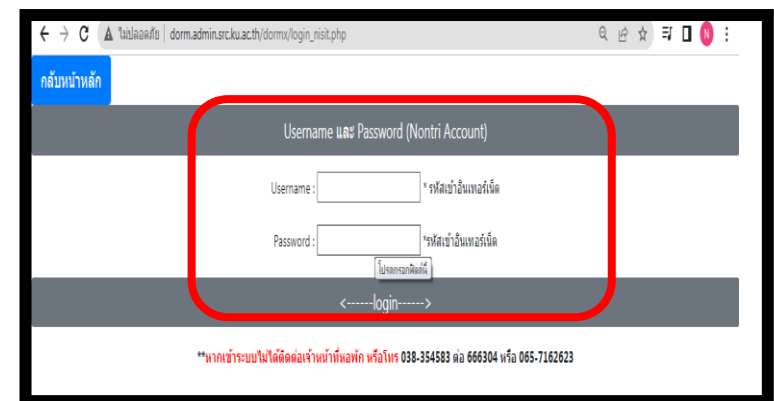 ไม่ปลอดภัย | dorm.admin.src.ku.ac.th/dormx/login_nisit.php
N
กลับหน้าหลัก
Username และ Password (Nontri Account)
Username : * รหัสเข้าอินเทอร์เน็ต
Password : *รหัสเข้าอินเทอร์เน็ต
โปรดกรอกฟิลด์นี้
<------login------>
**หากเข้าระบบไม่ได้ติดต่อเจ้าหน้าที่หอพัก หรือโทร 038-354583 ต่อ 666304 หรือ 065-7162623